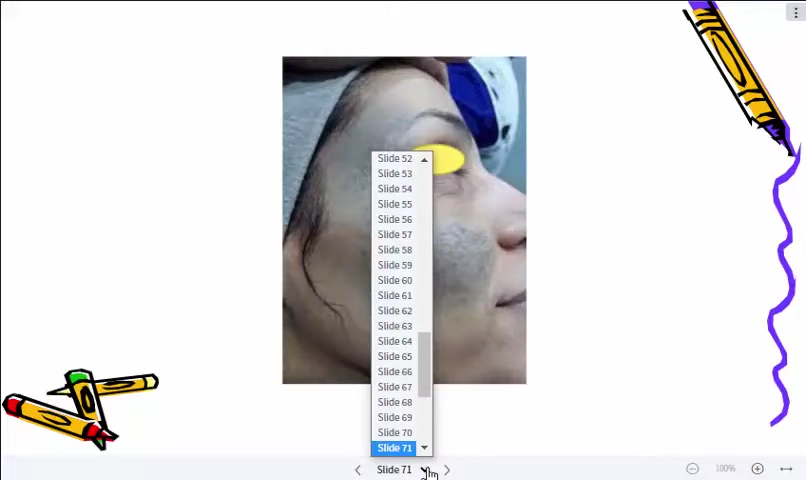 Slide 52
Slide 53
Slide 54
Slide 55
Slide 56
Slide 57
Slide 58
Slide 59
Slide 60
Slide 61
Slide 62
Slide 63
Slide 64
Slide 65
Slide 66
Slide 67
Slide 68
Slide 69
Slide 70
Slide 71
Slide 71
100%